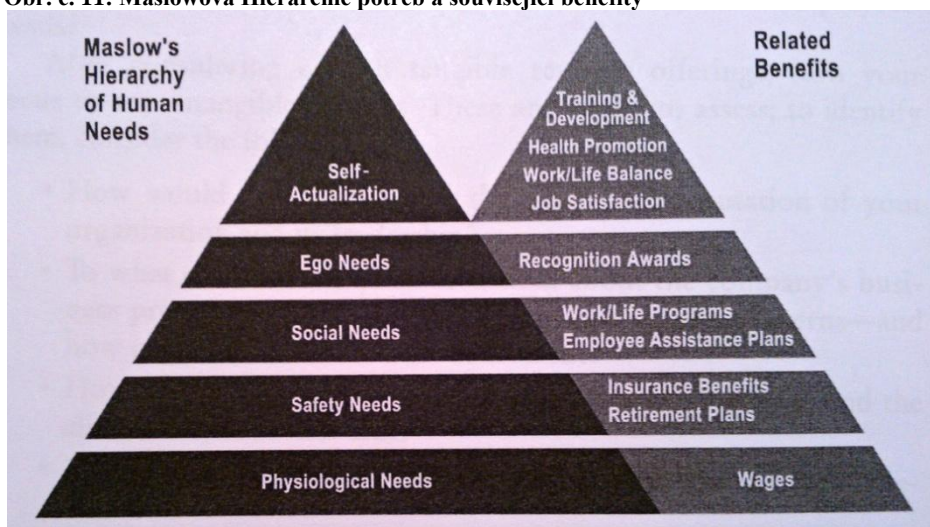 Obr. č. 11: Maslowova Hierarchie potřeb a související benefity
Maslow's
Hierarchy
of Human
Needs
Related
Benefits
Self-
Actualization
Training &
Development
Health Promotion
Work/Life Balance
Job Satisfaction
Ego Needs
Recognition Awards
Social Needs
Work/Life Programs
Employee Assistance Plans
Safety Needs
Insurance Benefits
Retirement Plans
Physiological Needs
Wages